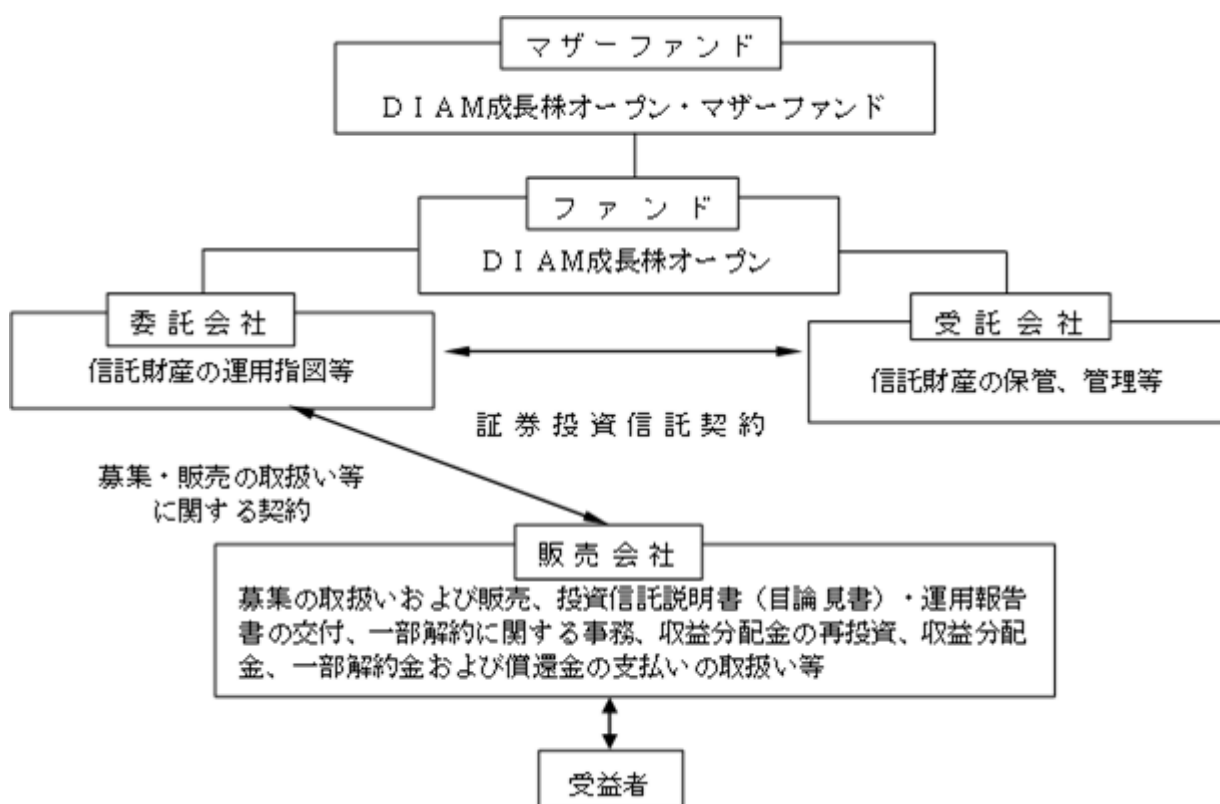 マザーファンド
DIAM成長株オープン・マザーファンド
ファンド
DIAM成長株オープン
委託会社
信託財産の運用指図等
受託会社
信託財産の保管、管理等
証券投資信託契約
募集・販売の取扱い等
に関する契約
販売会社
募集の取扱いおよび販売、投資信託説明書（目論見書）・運用報告
書の交付、一部解約に関する事務、収益分配金の再投資、収益分配
金、一部解約金および償還金の支払いの取扱い等
受益者